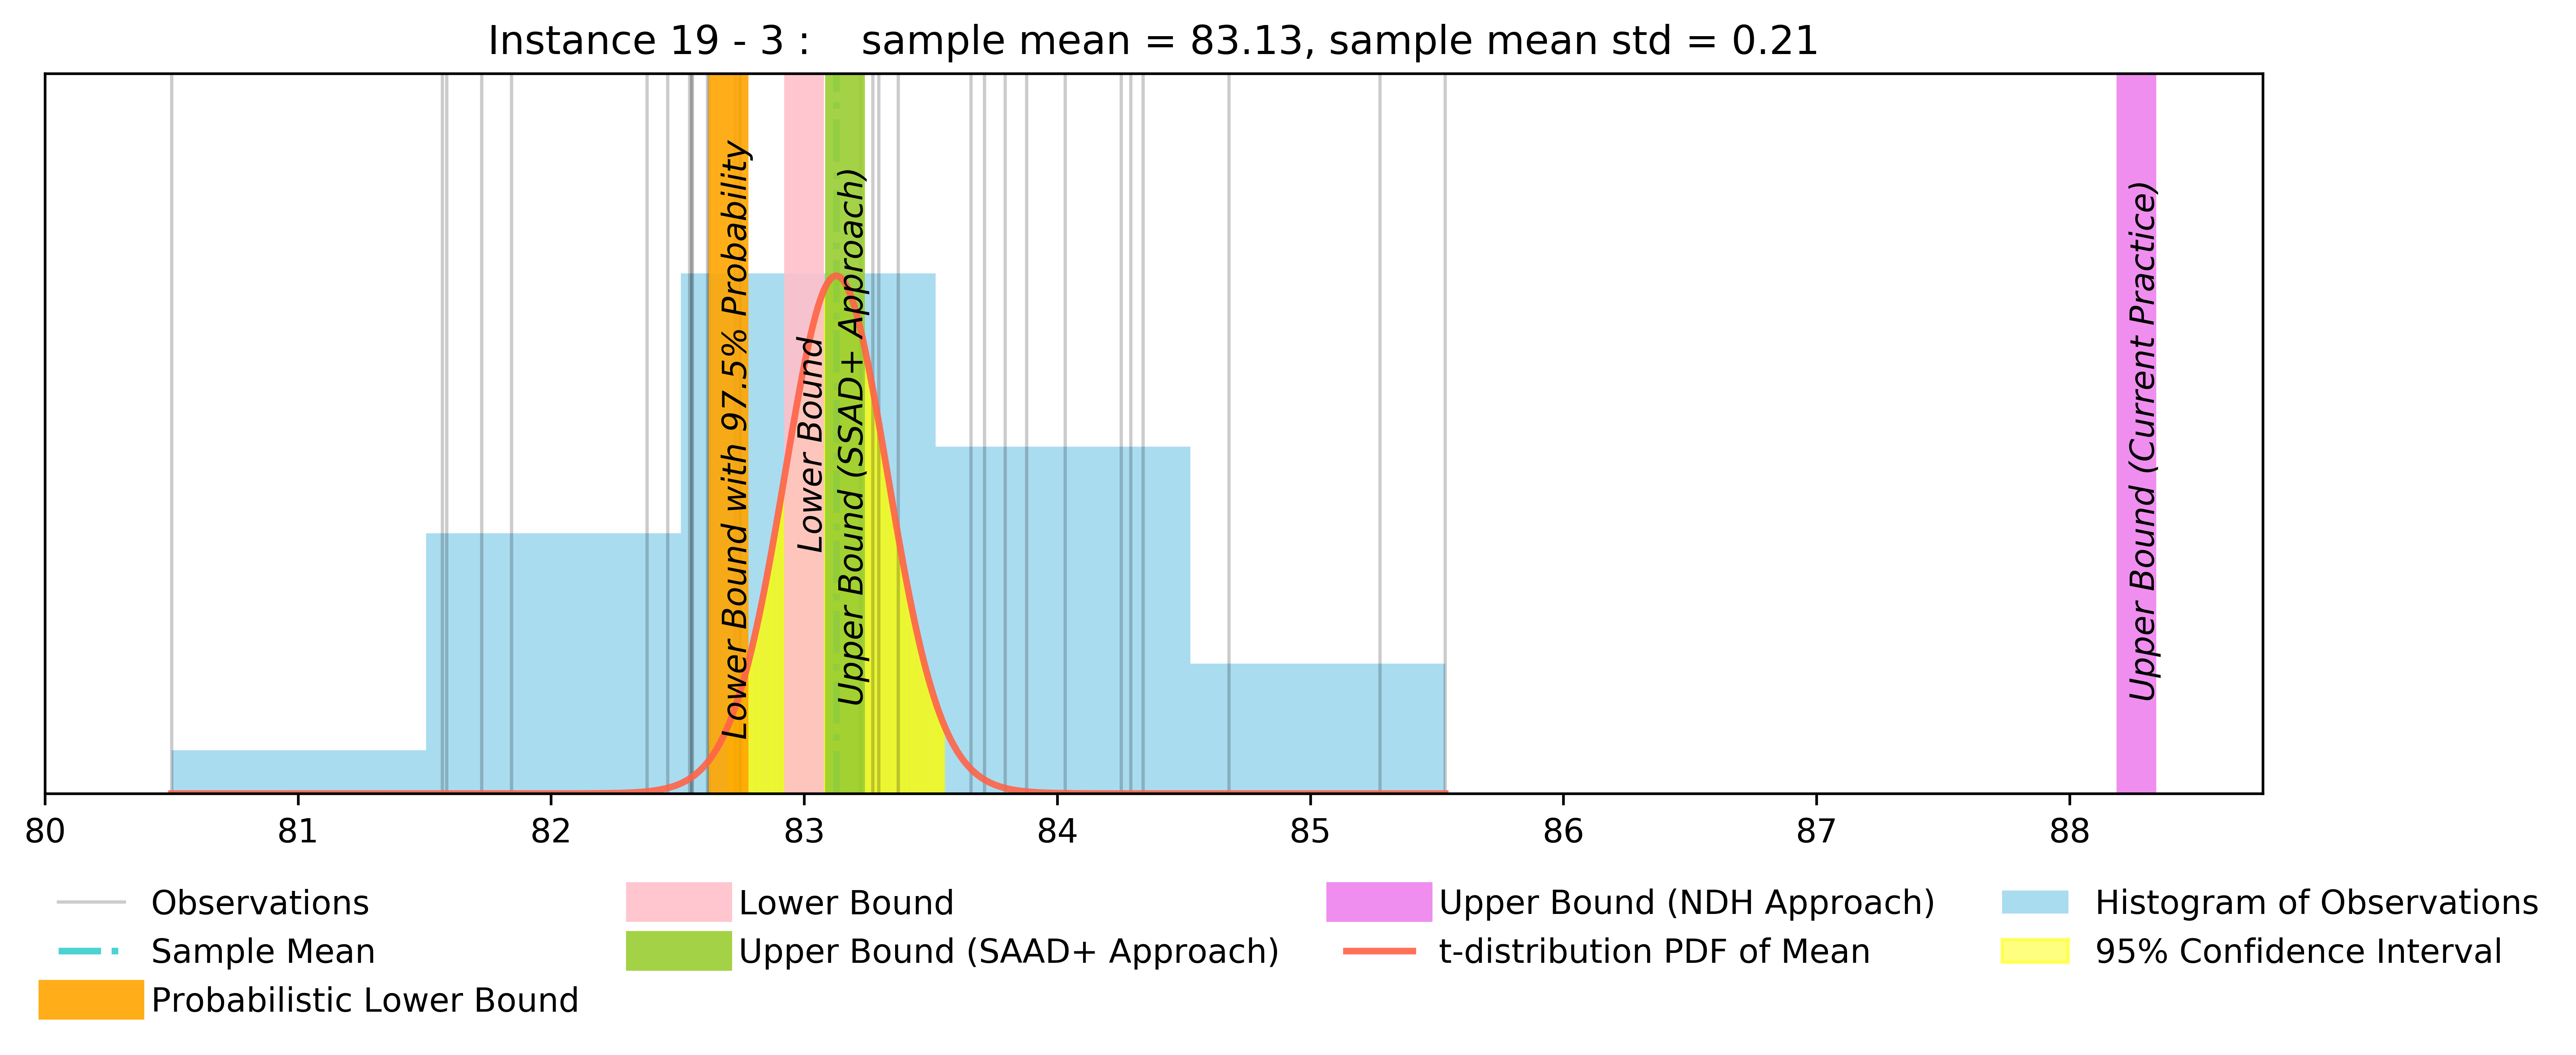 Instance 19 - 3 :    sample mean = 83.13, sample mean std = 0.21
Lower Bound with 97.5% Probability
Lower Bound
Upper Bound (SSAD+ Approach)
Upper Bound (Current Practice)
80 81 82 83 84 85 86 87 88
Observations
Sample Mean
Probabilistic Lower Bound
Lower Bound
Upper Bound (SAAD+ Approach)
Upper Bound (NDH Approach)
t-distribution PDF of Mean
Histogram of Observations
95% Confidence Interval